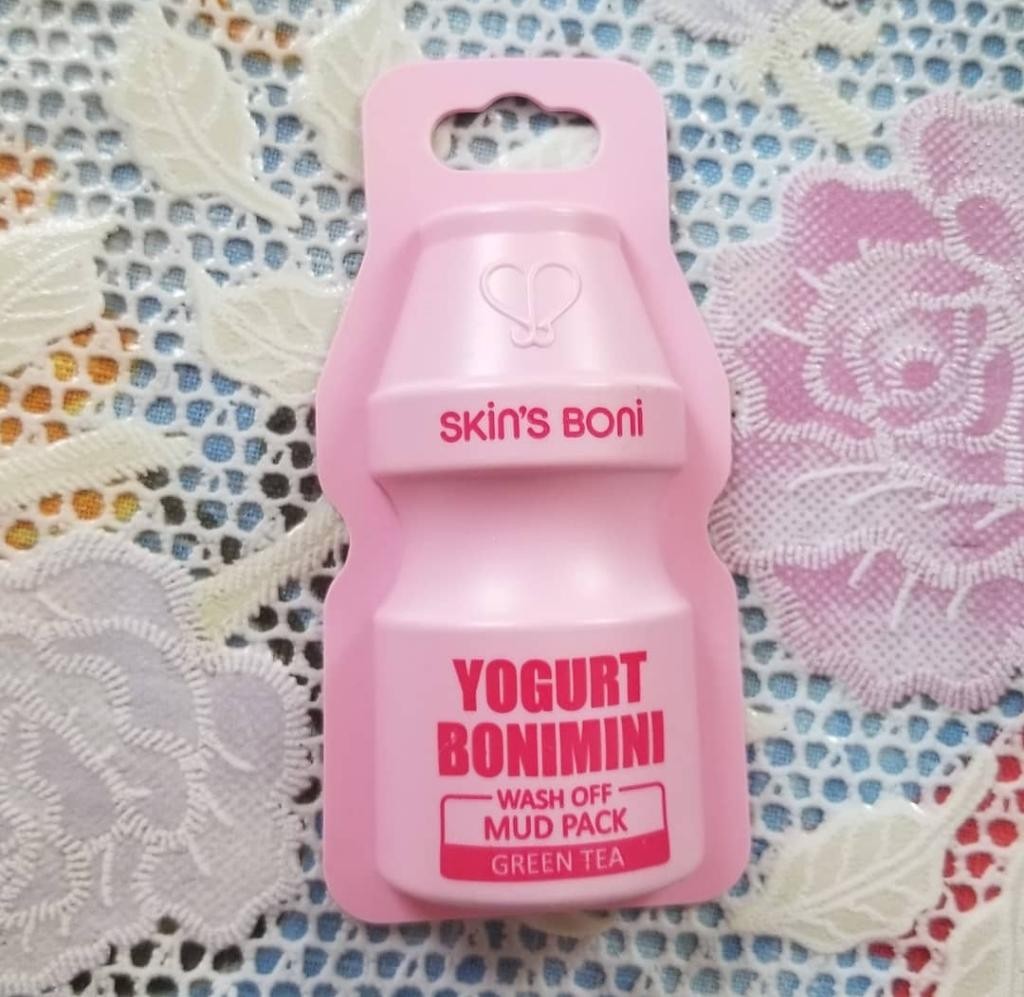 SKiN'S BONi
YOGURT
BONIMINI
WASH OFF
MUD PACK
GREEN TEA